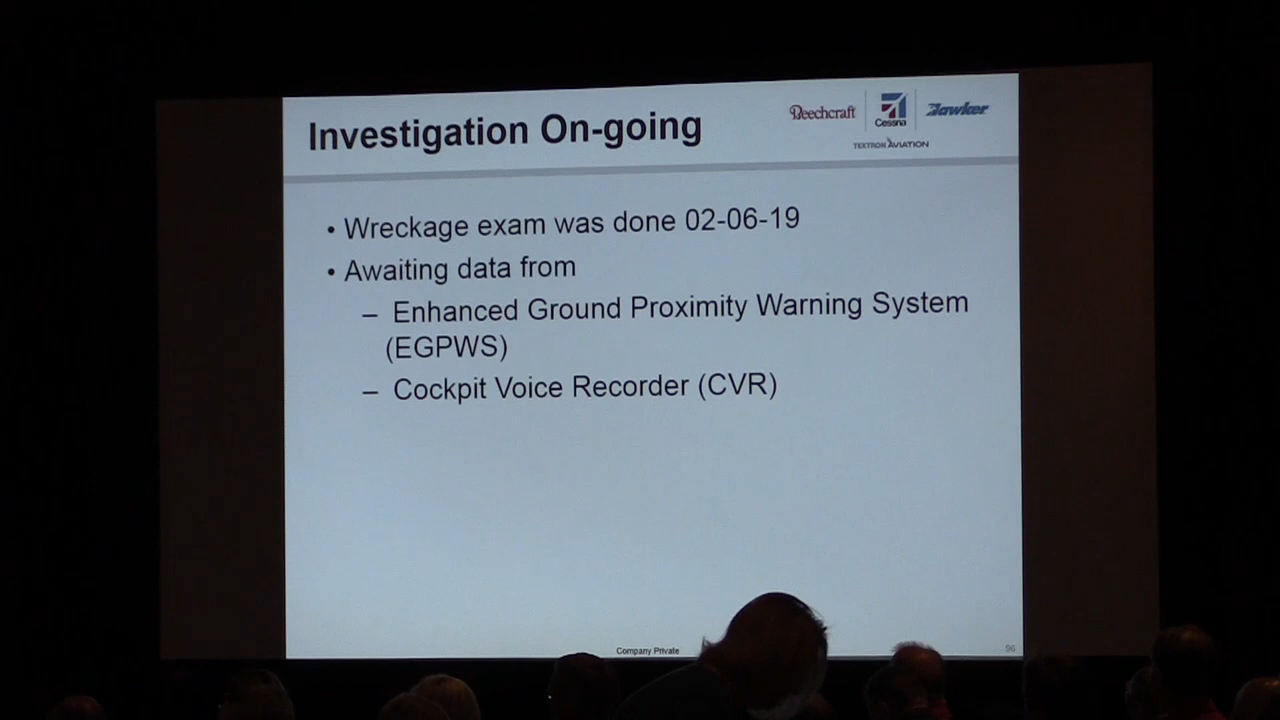 Investigation On-going
Beechcraft
Cessna
Hawker
TEXTRON AVIATION
• Wreckage exam was done 02-06-19
• Awaiting data from
– Enhanced Ground Proximity Warning System
(EGPWS)
– Cockpit Voice Recorder (CVR)
Company Private
96